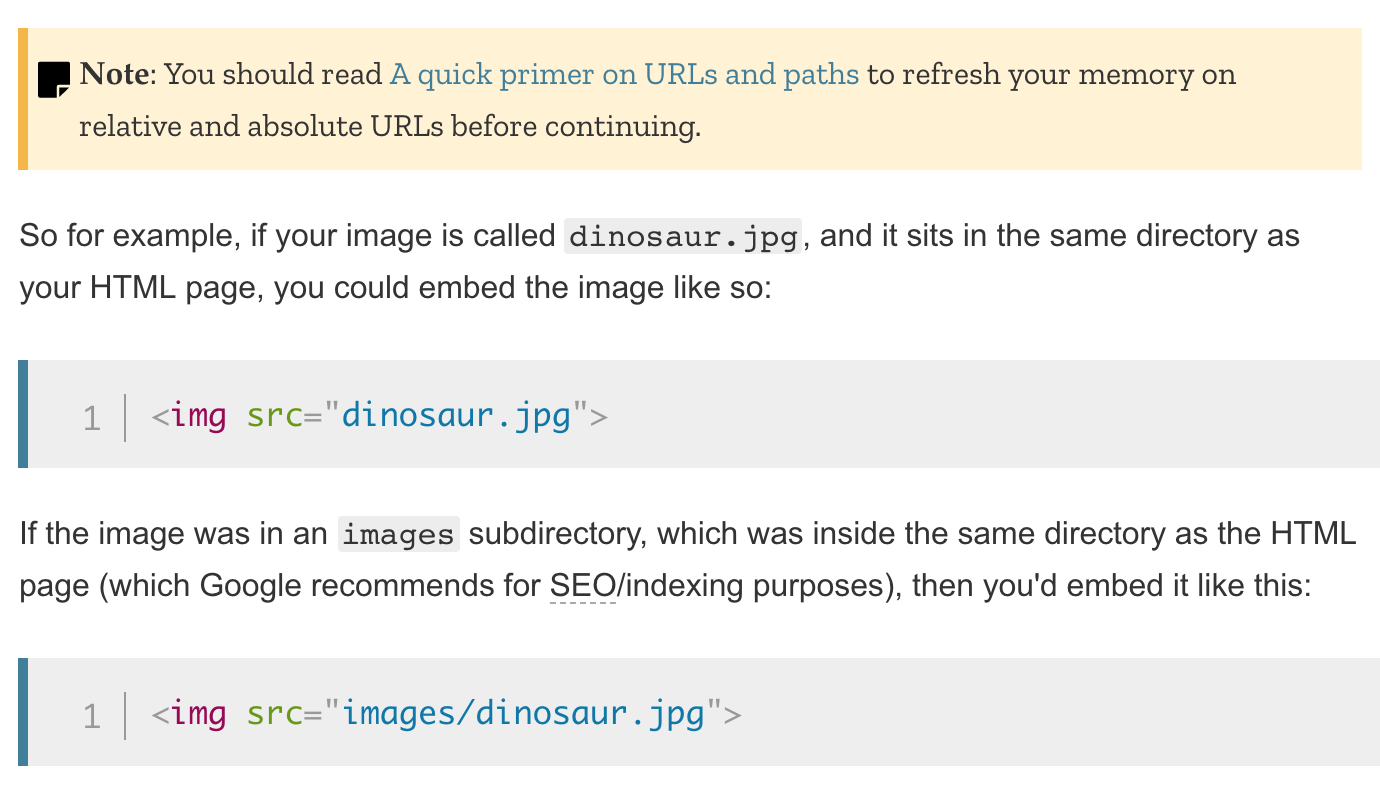 Note: You should read A quick primer on URLs and paths to refresh your memory on
relative and absolute URLs before continuing.
So for example, if your image is called dinosaur.jpg, and it sits in the same directory as
your HTML page, you could embed the image like so:
1 <img src="dinosaur.jpg">
If the image was in an images subdirectory, which was inside the same directory as the HTML
page (which Google recommends for SEO/indexing purposes), then you'd embed it like this:
1 <img src="images/dinosaur.jpg">